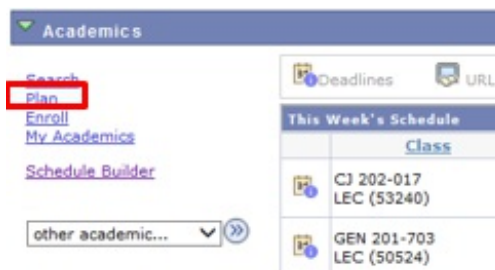 Academics
Search
Plan
Enroll
My Academics
Schedule Builder
other academic...
Deadlines URL
This Week's Schedule
Class
CJ 202-017
LEC (53240)
GEN 201-703
LEC (50524)